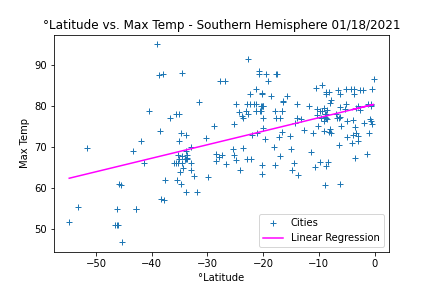 °Latitude vs. Max Temp - Southern Hemisphere 01/18/2021
Max Temp
90
80
70
60
50
Cities
Linear Regression
−50
−40
−30
−20
−10
0
°Latitude